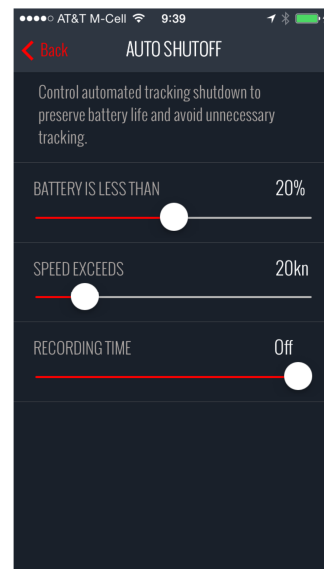 AT&T M-Cell 9:39
Back AUTO SHUTOFF
Control automated tracking shutdown to
preserve battery life and avoid unnecessary
tracking.
BATTERY IS LESS THAN 20%
SPEED EXCEEDS 20kn
RECORDING TIME Off